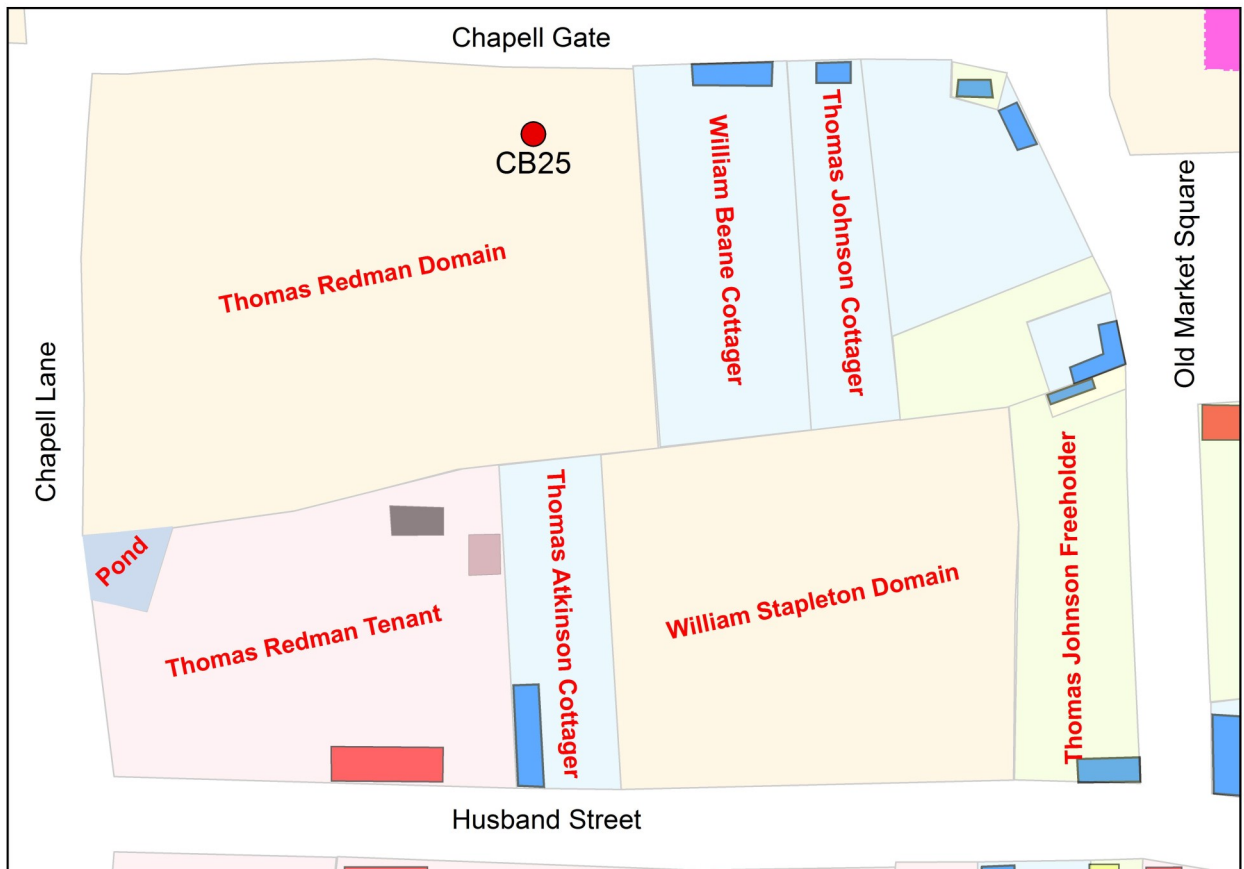 Chapell Gate
CB25
William Beane Cottager
Thomas Johnson Cottager
Old Market Square
Thomas Redman Domain
Chapell Lane
Pond
Thomas Redman Tenant
Thomas Atkinson Cottager
William Stapleton Domain
Thomas Johnson Freeholder
Husband Street